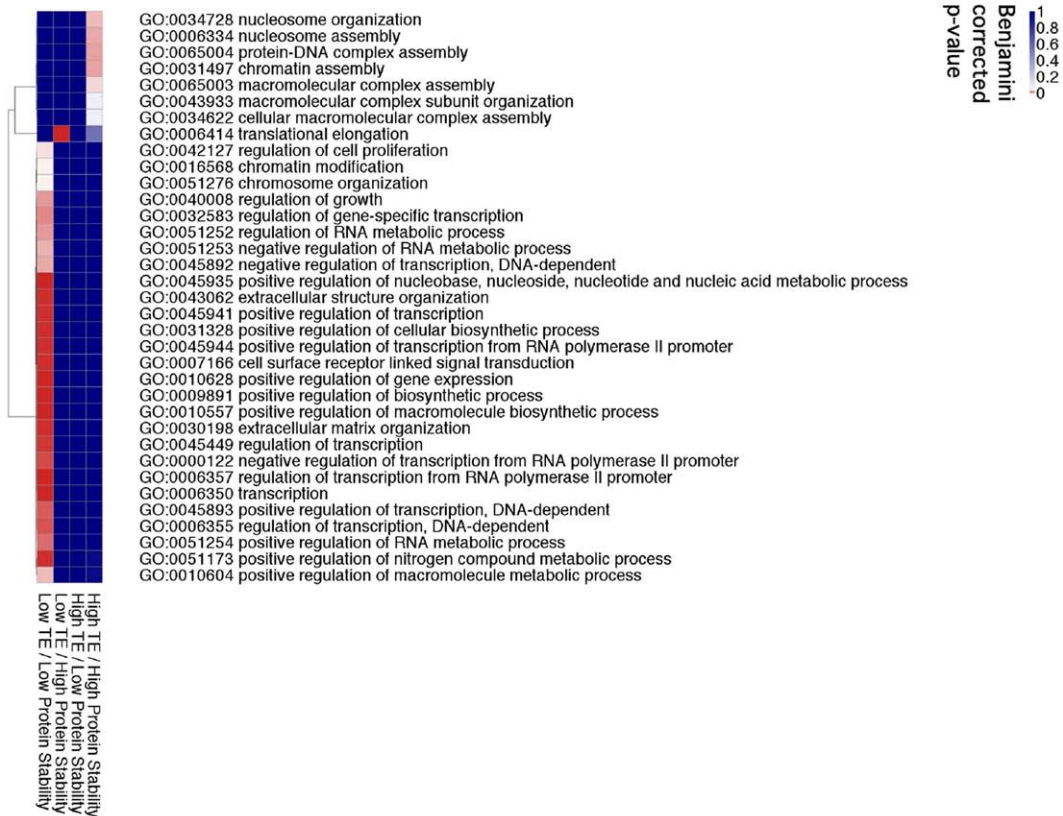 GO:0034728 nucleosome organization
GO:0006334 nucleosome assembly
GO:0065004 protein-DNA complex assembly
GO:0031497 chromatin assembly
GO:0065003 macromolecular complex assembly
GO:0043933 macromolecular complex subunit organization
GO:0034622 cellular macromolecular complex assembly
GO:0006414 translational elongation
GO:0042127 regulation of cell proliferation
GO:0016568 chromatin modification
GO:0051276 chromosome organization
GO:0040008 regulation of growth
GO:0032583 regulation of gene-specific transcription
GO:0051252 regulation of RNA metabolic process
GO:0051253 negative regulation of RNA metabolic process
GO:0045892 negative regulation of transcription, DNA-dependent
GO:0045935 positive regulation of nucleobase, nucleoside, nucleotide and nucleic acid metabolic process
GO:0043062 extracellular structure organization
GO:0045941 positive regulation of transcription
GO:0031328 positive regulation of cellular biosynthetic process
GO:0045944 positive regulation of transcription from RNA polymerase II promoter
GO:0007166 cell surface receptor linked signal transduction
GO:0010628 positive regulation of gene expression
GO:0009891 positive regulation of biosynthetic process
GO:0010557 positive regulation of macromolecule biosynthetic process
GO:0030198 extracellular matrix organization
GO:0045449 regulation of transcription
GO:0000122 negative regulation of transcription from RNA polymerase II promoter
GO:0006357 regulation of transcription from RNA polymerase II promoter
GO:0006350 transcription
GO:0045893 positive regulation of transcription, DNA-dependent
GO:0006355 regulation of transcription, DNA-dependent
GO:0051254 positive regulation of RNA metabolic process
GO:0051173 positive regulation of nitrogen compound metabolic process
GO:0010604 positive regulation of macromolecule metabolic process
High TE / High Protein Stability
High TE / Low Protein Stability
Low TE / High Protein Stability
Low TE / Low Protein Stability
Benjamini
corrected
p-value
1
0.8
0.6
0.4
0.2
0